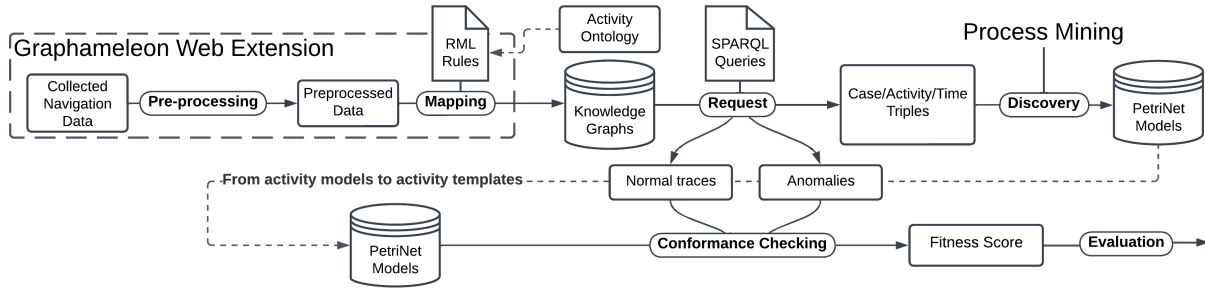 Graphameleon Web Extension
Collected
Navigation
Data
Pre-processing
Preprocessed
Data
RML
Rules
Mapping
Activity
Ontology
Knowledge
Graphs
SPARQL
Queries
Request
Case/Activity/Time
Triples
Process Mining
Discovery
PetriNet
Models
From activity models to activity templates
Normal traces
Anomalies
PetriNet
Models
Conformance Checking
Fitness Score
Evaluation